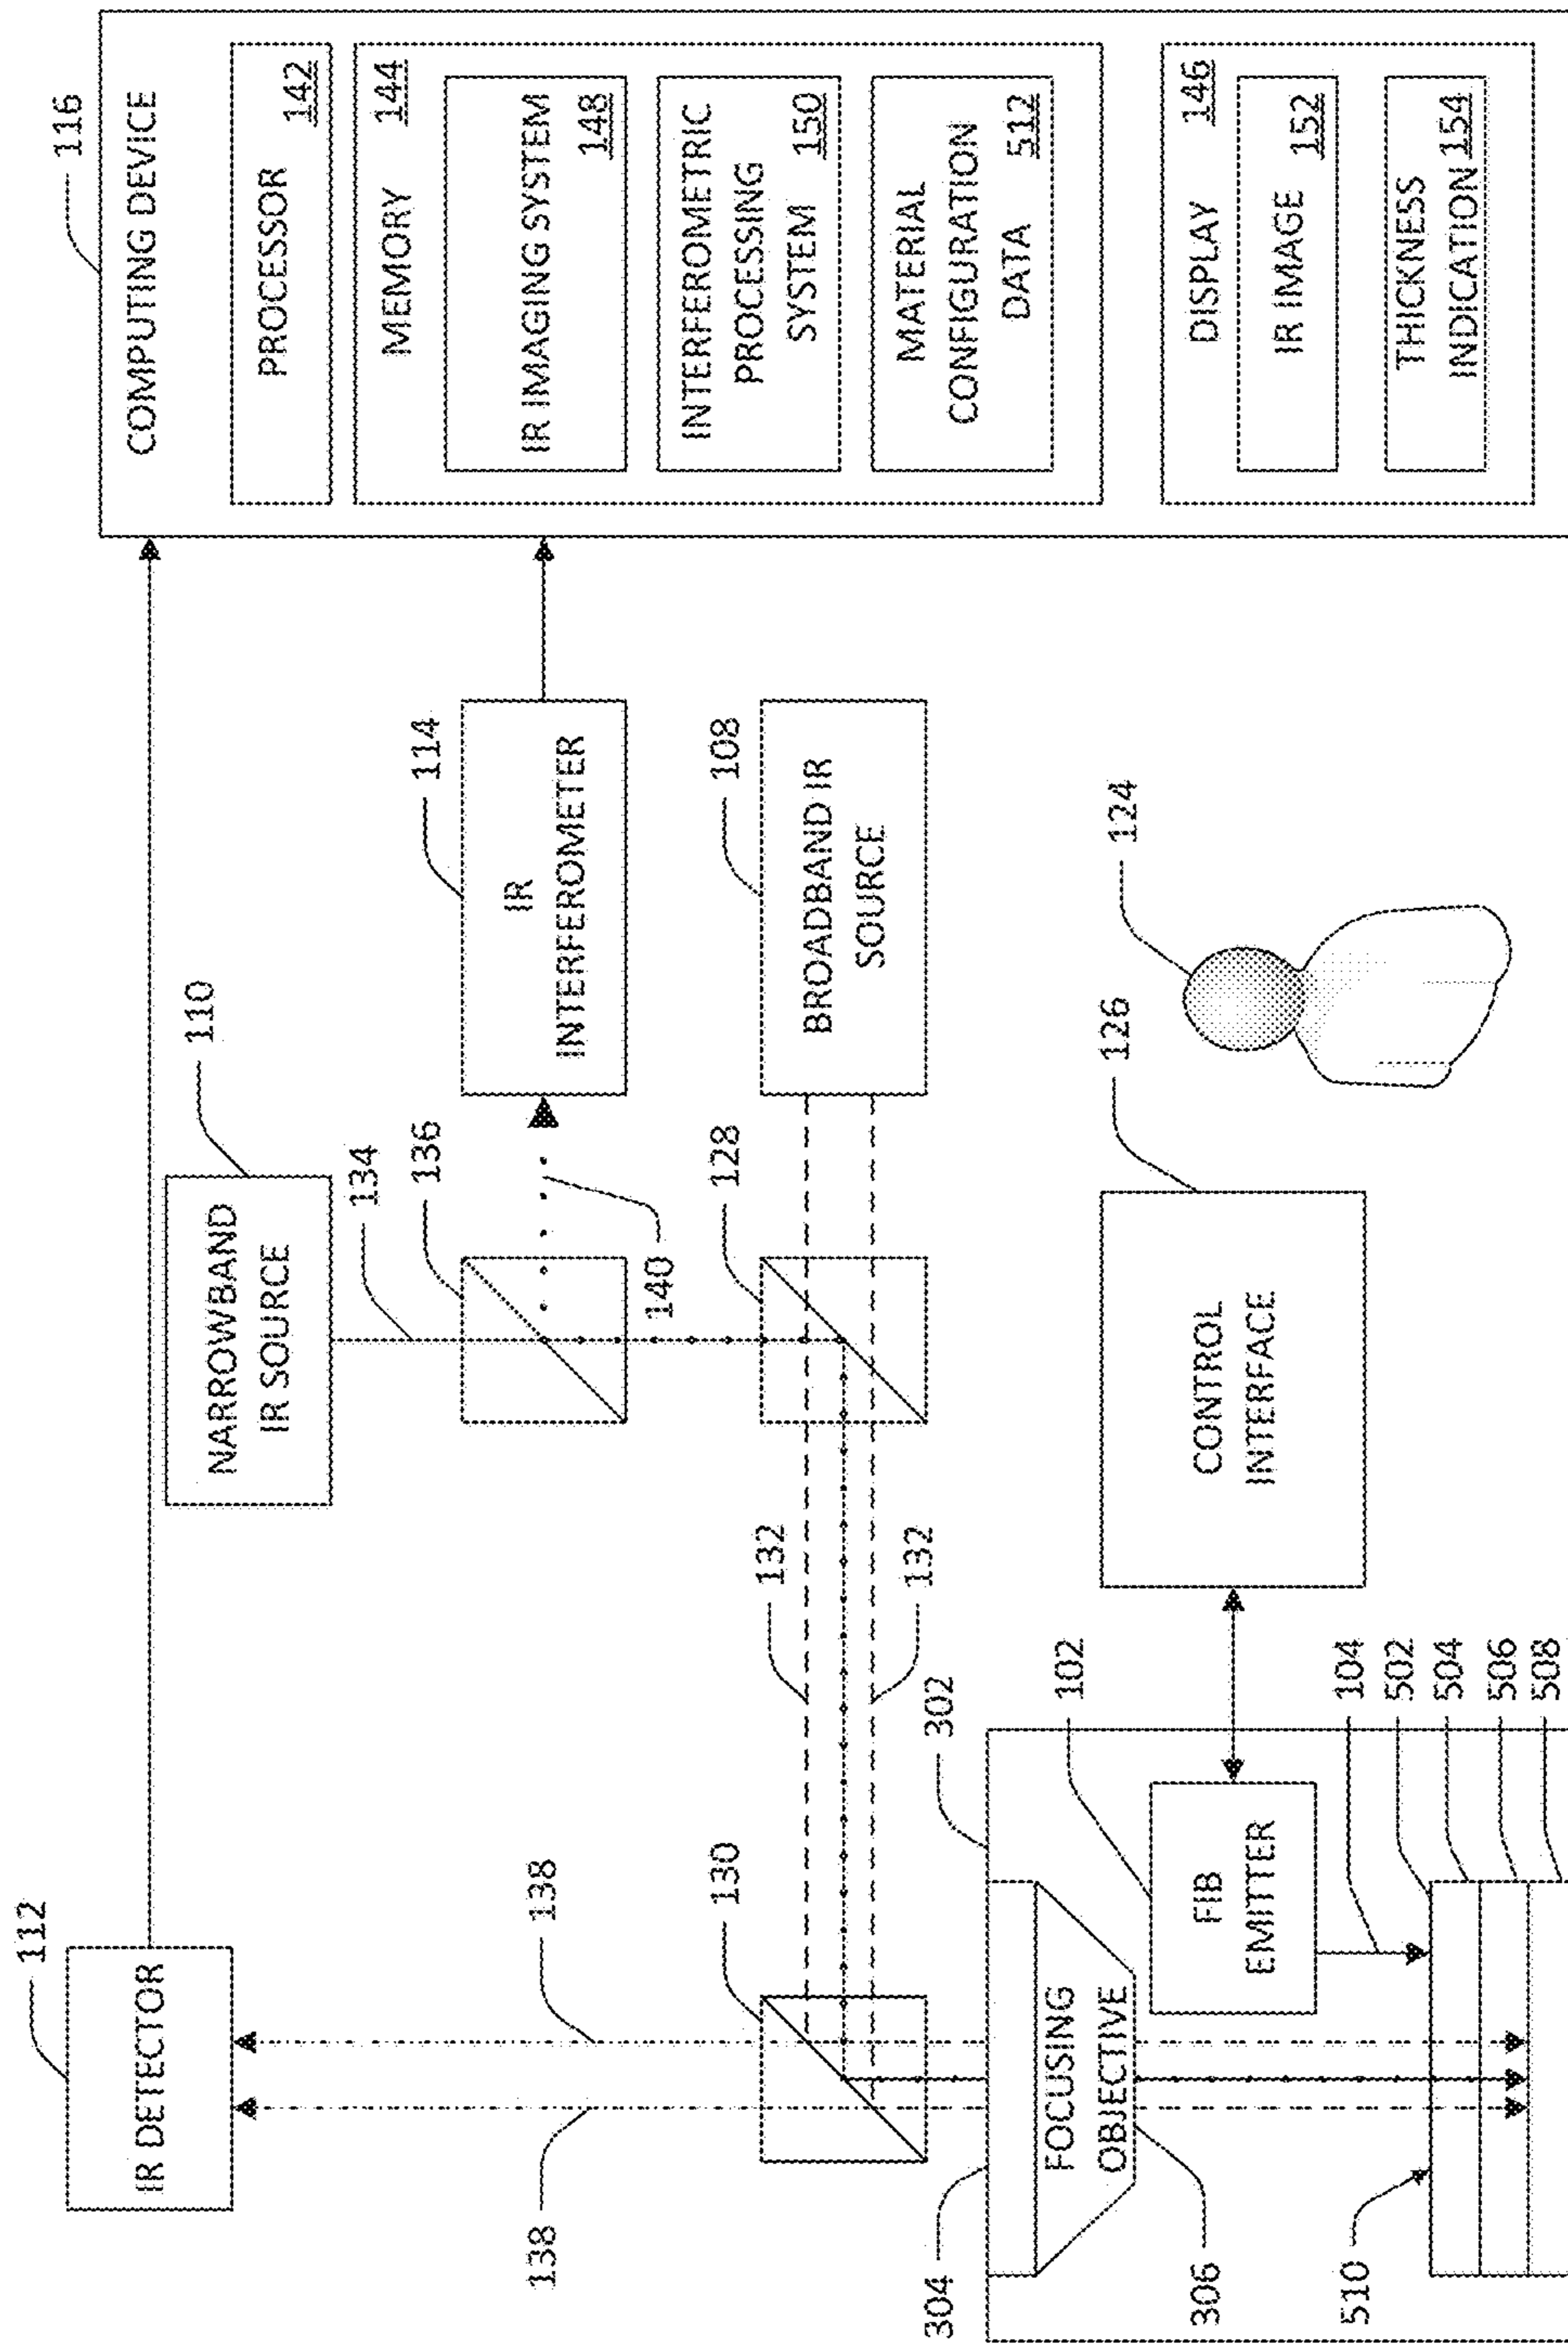 116
COMPUTING DEVICE
PROCESSOR
142
MEMORY
144
IR IMAGING SYSTEM
148
INTERFEROMETRIC
PROCESSING
SYSTEM
150
MATERIAL
CONFIGURATION
DATA
512
DISPLAY
146
IR IMAGE
152
THICKNESS
INDICATION
154
114
IR
INTERFEROMETER
108
BROADBAND IR
SOURCE
124
110
NARROWBAND
IR SOURCE
134
136
140
128
126
CONTROL
INTERFACE
132
132
112
IR DETECTOR
138
138
130
302
102
FIB
EMITTER
104
502
504
506
508
304
FOCUSING
OBJECTIVE
306
510